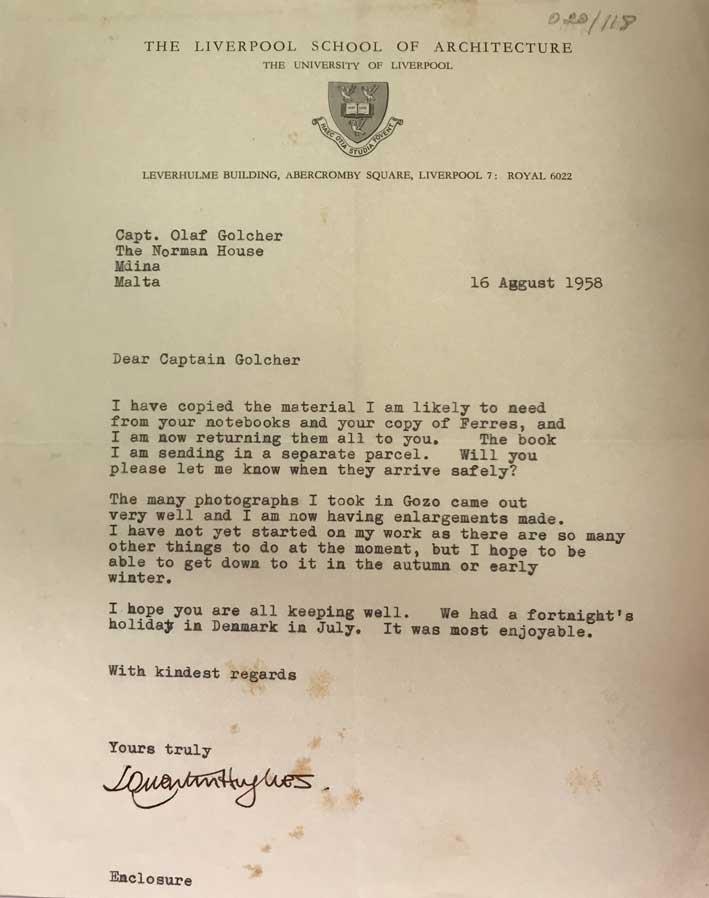 020/118
THE LIVERPOOL SCHOOL OF ARCHITECTURE
THE UNIVERSITY OF LIVERPOOL
HAEC OTIA STUDIA FOVENT
LEVERHULME BUILDING, ABERCROMBY SQUARE, LIVERPOOL 7: ROYAL 6022
Capt. Olaf Golcher
The Norman House
Mdina
Malta
16 August 1958
Dear Captain Golcher
I have copied the material I am likely to need
from your notebooks and your copy of Ferres, and
I am now returning them all to you. The book
I am sending in a separate parcel. Will you
please let me know when they arrive safely?
The many photographs I took in Gozo came out
very well and I am now having enlargements made.
I have not yet started on my work as there are so many
other things to do at the moment, but I hope to be
able to get down to it in the autumn or early
winter.
I hope you are all keeping well. We had a fortnight's
holiday in Denmark in July. It was most enjoyable.
With kindest regards
Yours truly
J Quentin Hughes.
Enclosure